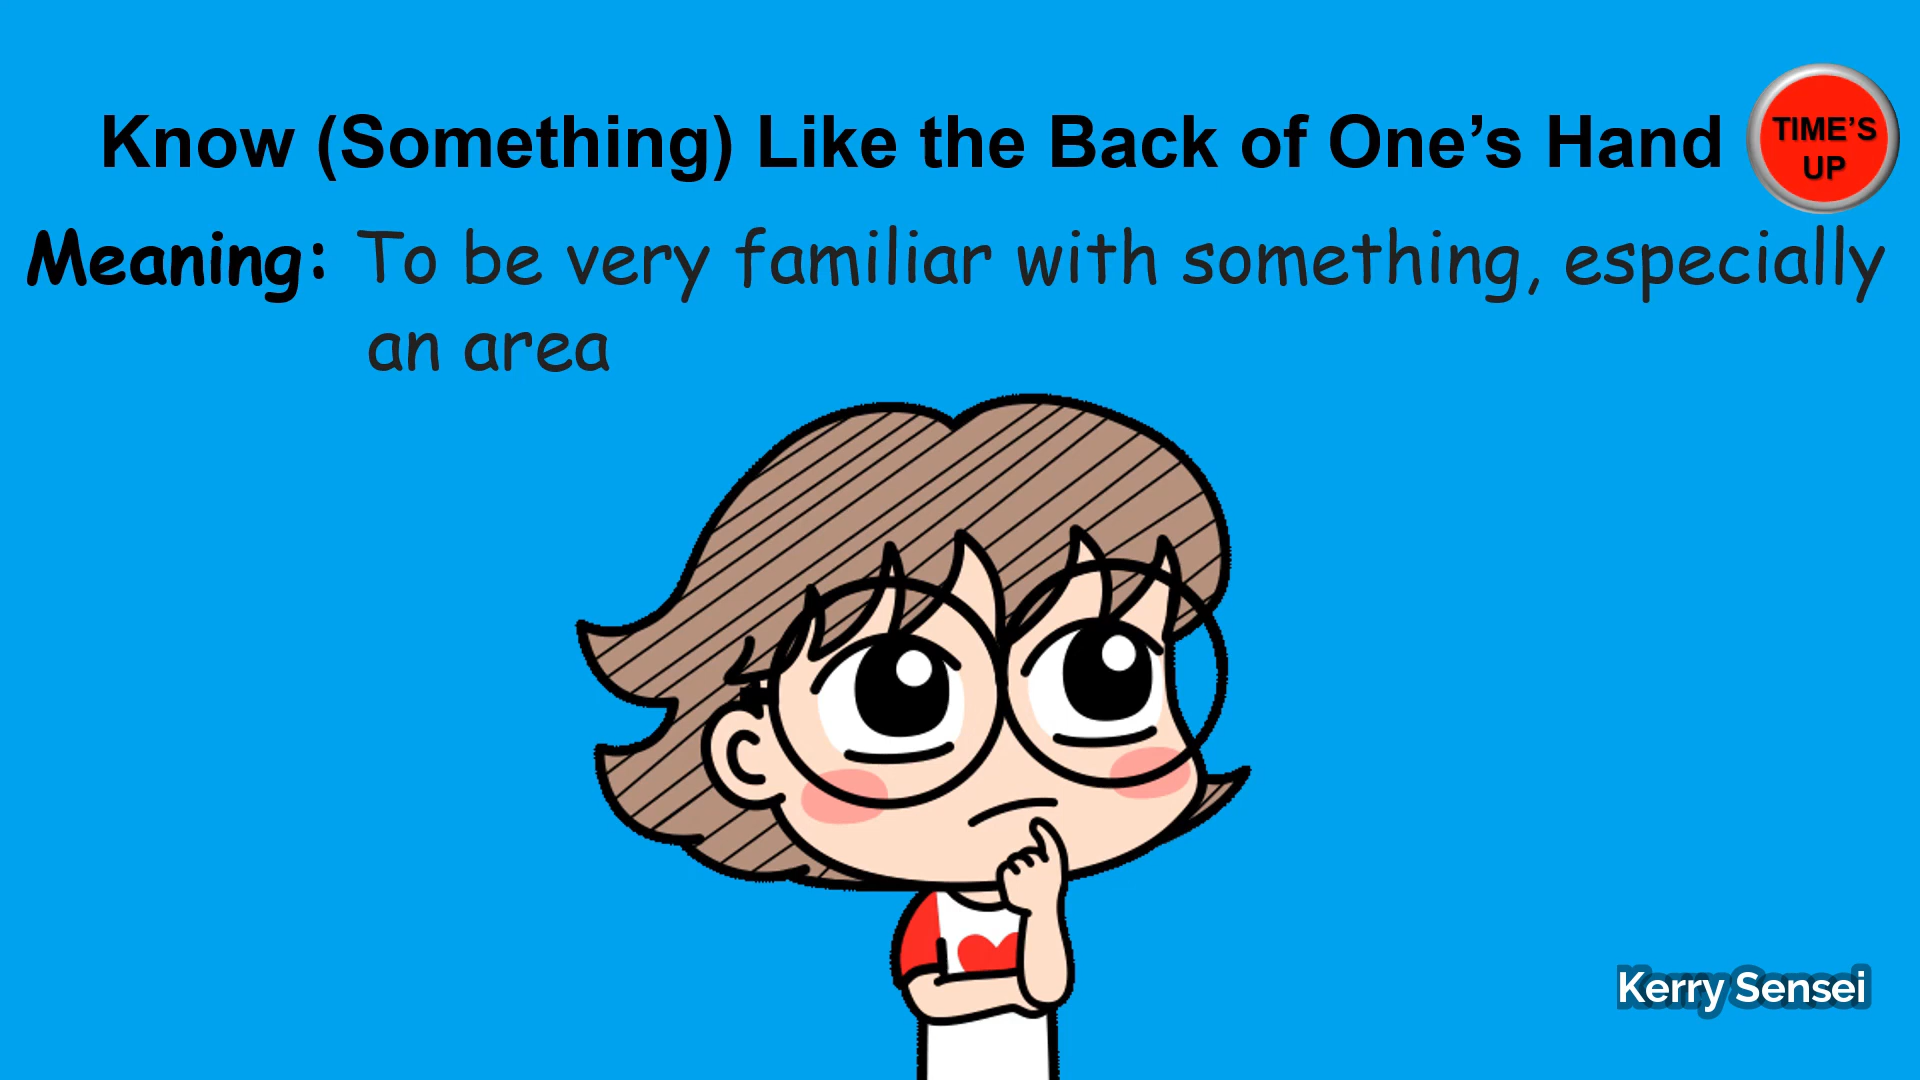 Know (Something) Like the Back of One’s Hand
TIME’S
UP
Meaning: To be very familiar with something, especially
an area
Kerry Sensei